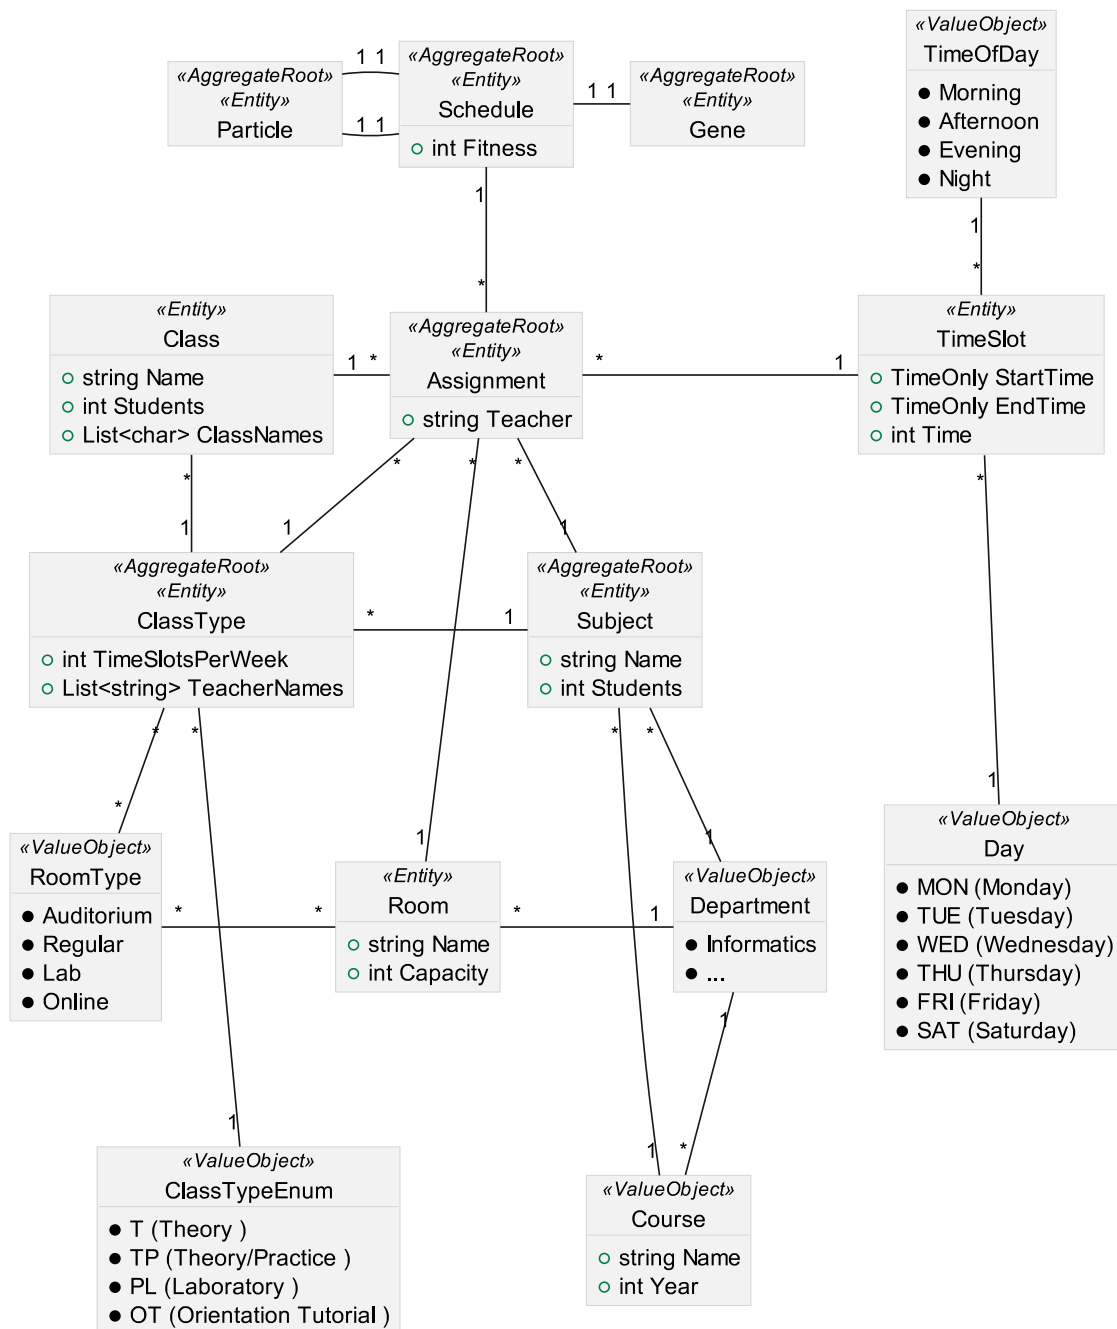 «AggregateRoot»
«Entity»
Particle
1 1
1 1
«AggregateRoot»
«Entity»
Schedule
int Fitness
1 1
«AggregateRoot»
«Entity»
Gene
«ValueObject»
TimeOfDay
● Morning
● Afternoon
● Evening
● Night
1
*
1
*
«Entity»
Class
string Name
int Students
List<char> ClassNames
1 *
«AggregateRoot»
«Entity»
Assignment
string Teacher
* 1
«Entity»
TimeSlot
TimeOnly StartTime
TimeOnly EndTime
int Time
*
1
*
1
*
*
1
*
1
«AggregateRoot»
«Entity»
ClassType
int TimeSlotsPerWeek
List<string> TeacherNames
* 1
«AggregateRoot»
«Entity»
Subject
string Name
int Students
*
*
*
*
*
1
1
1
«ValueObject»
RoomType
● Auditorium
● Regular
● Lab
● Online
* *
«Entity»
Room
string Name
int Capacity
* 1
«ValueObject»
Department
● Informatics
● ...
«ValueObject»
Day
● MON (Monday)
● TUE (Tuesday)
● WED (Wednesday)
● THU (Thursday)
● FRI (Friday)
● SAT (Saturday)
1
1
1
*
«ValueObject»
ClassTypeEnum
● T (Theory )
● TP (Theory/Practice )
● PL (Laboratory )
● OT (Orientation Tutorial )
«ValueObject»
Course
string Name
int Year